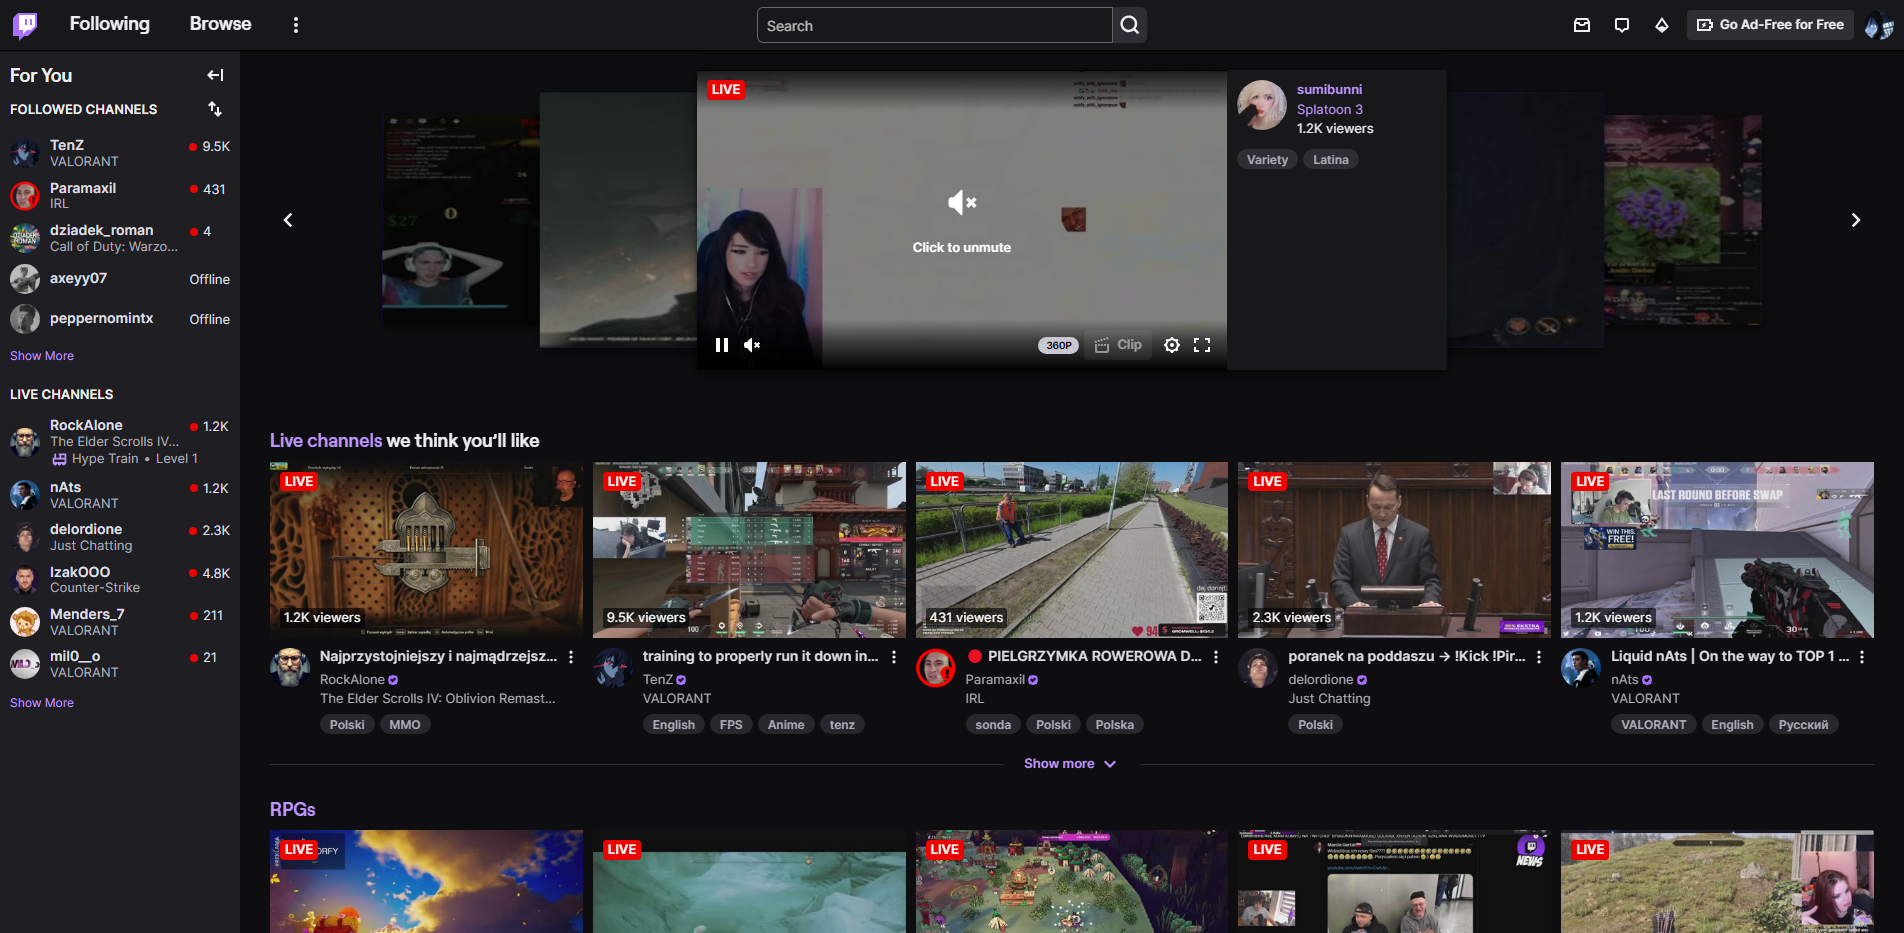 Following
Browse
Search
Go Ad-Free for Free
For You
FOLLOWED CHANNELS
TenZ
9.5K
VALORANT
Paramaxil
431
IRL
dziadek_roman
4
Call of Duty: Warzo...
axeyy07
Offline
peppernomintx
Offline
Show More
LIVE CHANNELS
RockAlone
1.2K
The Elder Scrolls IV...
Hype Train • Level 1
nAts
1.2K
VALORANT
delordione
2.3K
Just Chatting
IzakOOO
4.8K
Counter-Strike
Menders_7
211
VALORANT
mil0__o
21
VALORANT
Show More
$27
0
LIVE
Click to unmute
360P
Clip
sumibunni
Splatoon 3
1.2K viewers
Variety
Latina
Live channels we think you'll like
LIVE
1.2K viewers
Najprzystojniejszy i najmądrzejsz...
RockAlone
The Elder Scrolls IV: Oblivion Remast...
Polski
MMO
LIVE
100
9.5K viewers
training to properly run it down in...
TenZ
VALORANT
English
FPS
Anime
tenz
LIVE
431 viewers
PIELGRZYMKA ROWEROWA D...
Paramaxil
IRL
sonda
Polski
Polska
LIVE
2.3K viewers
poranek na poddaszu → !Kick !Pir...
delordione
Just Chatting
Polski
LIVE
LAST ROUND BEFORE SWAP
WIN THIS.
FREE!
1.2K viewers
100
30
Liquid nAts | On the way to TOP 1 ...
nAts
VALORANT
VALORANT
English
Русский
Show more
RPGs
LIVE
LIVE
LIVE
LIVE
NEWS
LIVE